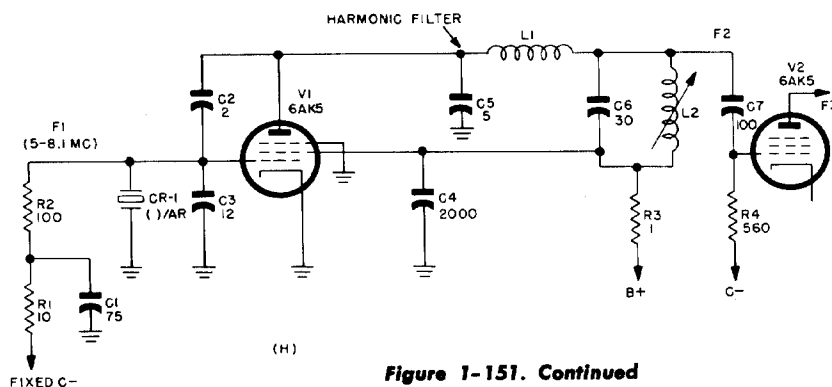 HARMONIC FILTER
L1
F2
V1
6AK5
V2
6AK5
C2
2
C5
5
C6
30
L2
C7
100
F3
F1
(5-8.1 MC)
R2
100
CR-1
( )/AR
C3
12
C4
2000
R3
1
R4
560
R1
10
C1
75
B+
C-
(H)
FIXED C-
Figure 1-151. Continued